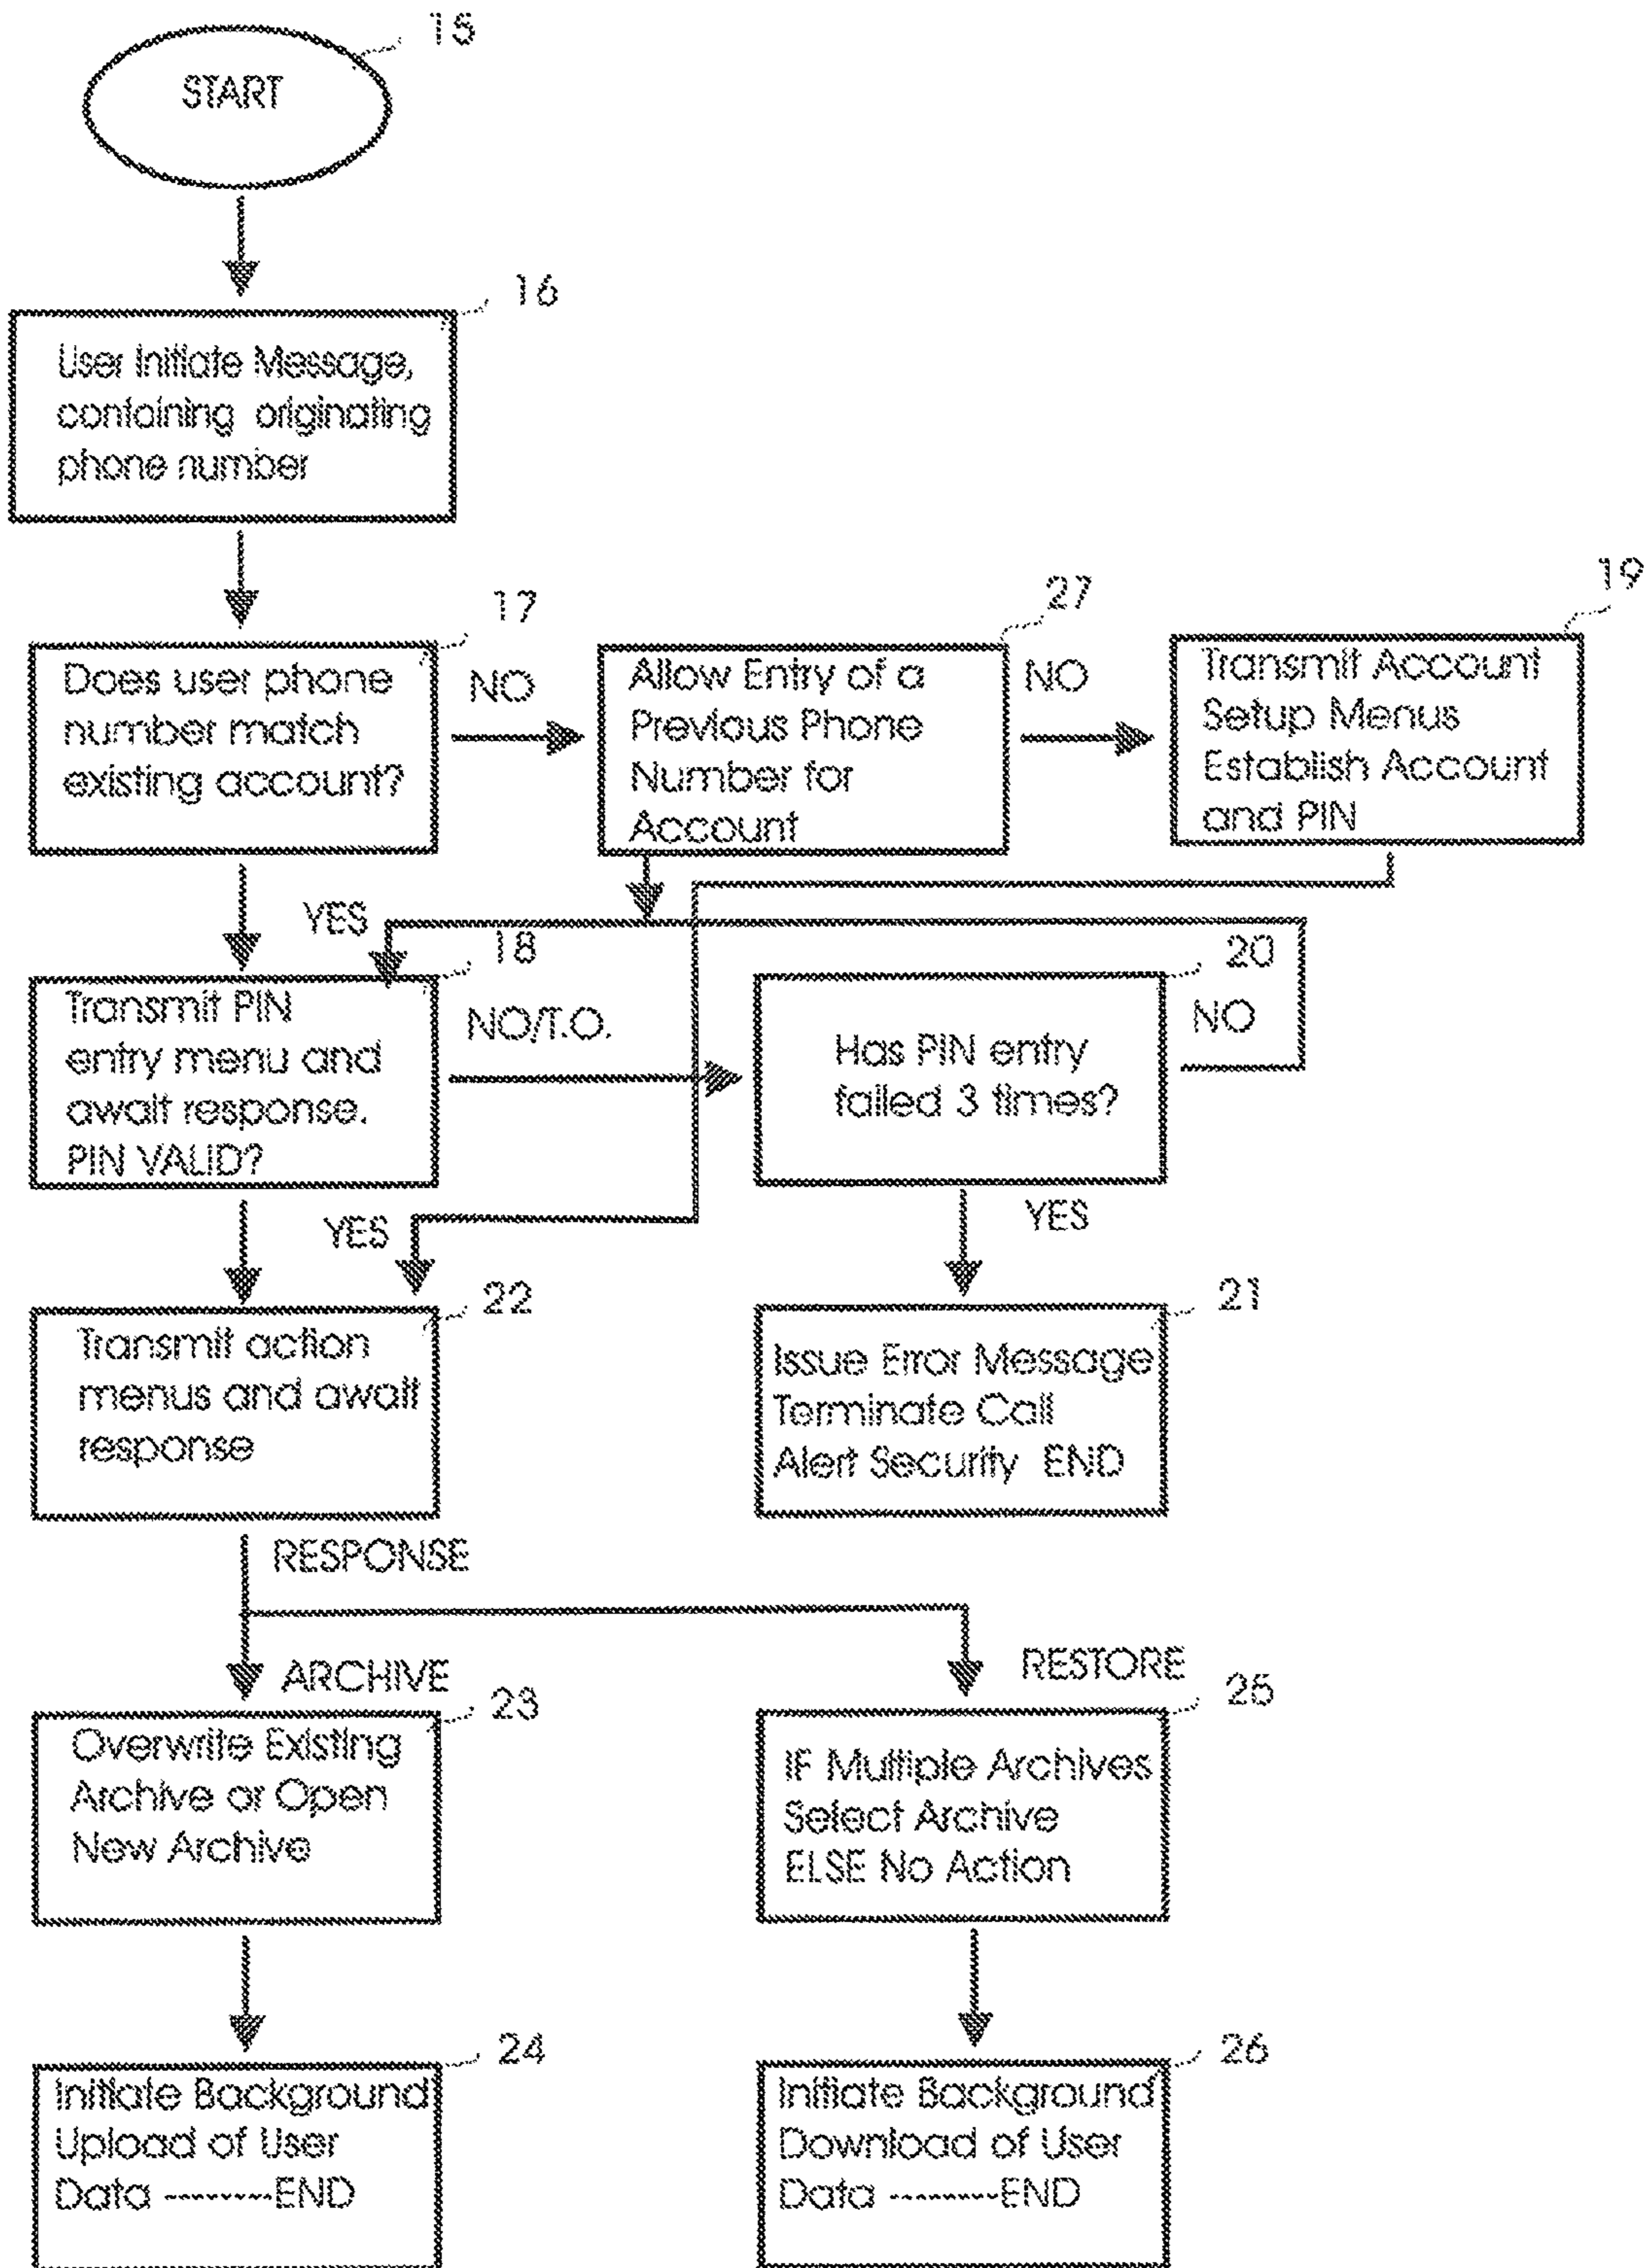 15
START
16
User Initiate Message,
containing originating
phone number
17
Does user phone
number match
existing account?
NO
27
Allow Entry of a
Previous Phone
Number for
Account
NO
19
Transmit Account
Setup Menus
Establish Account
and PIN
YES
18
Transmit PIN
entry menu and
await response.
PIN VALID?
NO/T.O.
20
Has PIN entry
failed 3 times?
NO
YES
YES
22
Transmit action
menus and await
response
21
Issue Error Message
Terminate Call
Alert Security END
RESPONSE
ARCHIVE
23
Overwrite Existing
Archive or Open
New Archive
RESTORE
25
IF Multiple Archives
Select Archive
ELSE No Action
24
Initiate Background
Upload of User
Data --------END
26
Initiate Background
Download of User
Data --------END